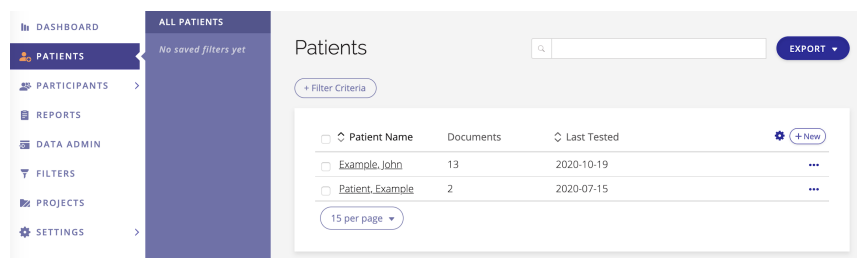 DASHBOARD
PATIENTS
PARTICIPANTS
REPORTS
DATA ADMIN
FILTERS
PROJECTS
SETTINGS
ALL PATIENTS
No saved filters yet
Patients
EXPORT
+ Filter Criteria
Patient Name Documents Last Tested + New
Example, John 13 2020-10-19
Patient, Example 2 2020-07-15
15 per page